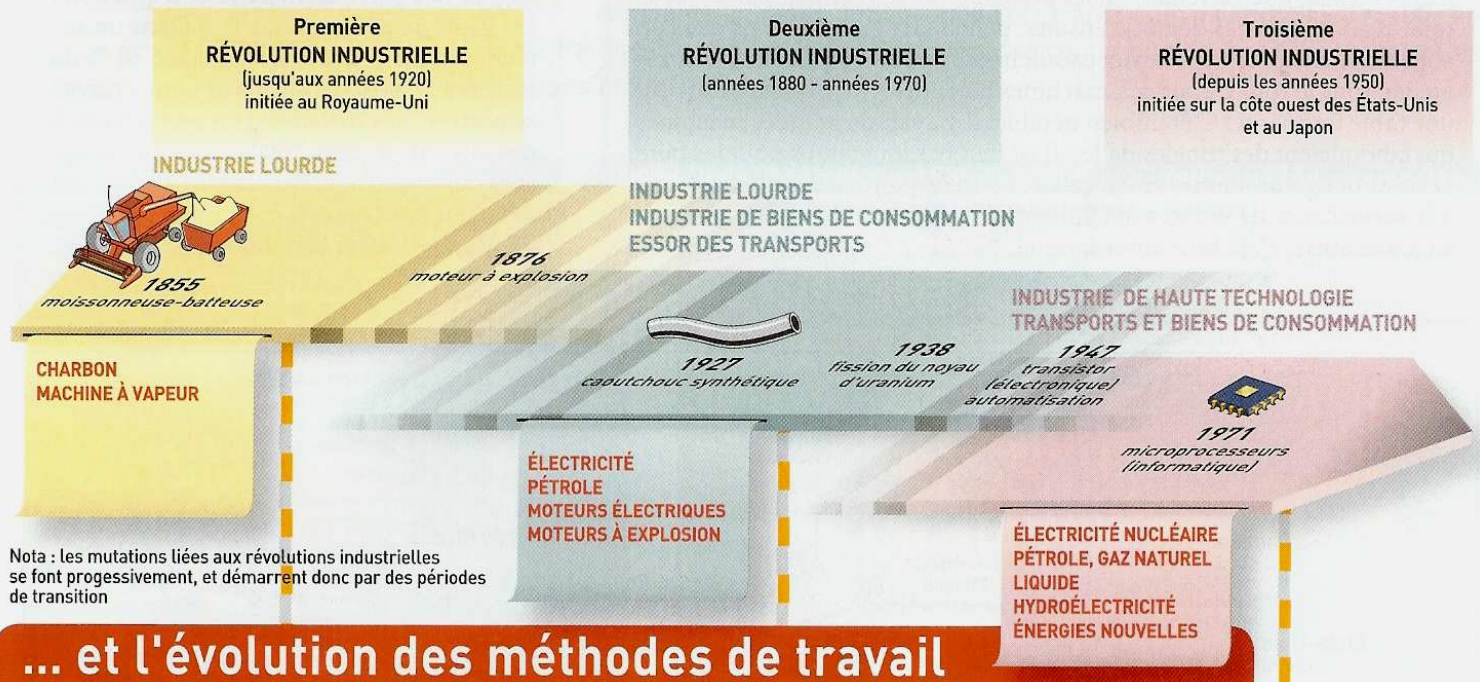 Première
RÉVOLUTION INDUSTRIELLE
(jusqu'aux années 1920)
initiée au Royaume-Uni
Deuxième
RÉVOLUTION INDUSTRIELLE
(années 1880 - années 1970)
Troisième
RÉVOLUTION INDUSTRIELLE
(depuis les années 1950)
initiée sur la côte ouest des États-Unis
et au Japon
INDUSTRIE LOURDE
1855
moissonneuse-batteuse
1876
moteur à explosion
CHARBON
MACHINE À VAPEUR
INDUSTRIE LOURDE
INDUSTRIE DE BIENS DE CONSOMMATION
ESSOR DES TRANSPORTS
1927
caoutchouc synthétique
1938
fission du noyau
d'uranium
1947
transistor
(électronique)
automatisation
ÉLECTRICITÉ
PÉTROLE
MOTEURS ÉLECTRIQUES
MOTEURS À EXPLOSION
INDUSTRIE DE HAUTE TECHNOLOGIE
TRANSPORTS ET BIENS DE CONSOMMATION
1971
microprocesseurs
(informatique)
ÉLECTRICITÉ NUCLÉAIRE
PÉTROLE, GAZ NATUREL
LIQUIDE
HYDROÉLECTRICITÉ
ÉNERGIES NOUVELLES
Nota : les mutations liées aux révolutions industrielles
se font progessivement, et démarrent donc par des périodes
de transition
... et l'évolution des méthodes de travail